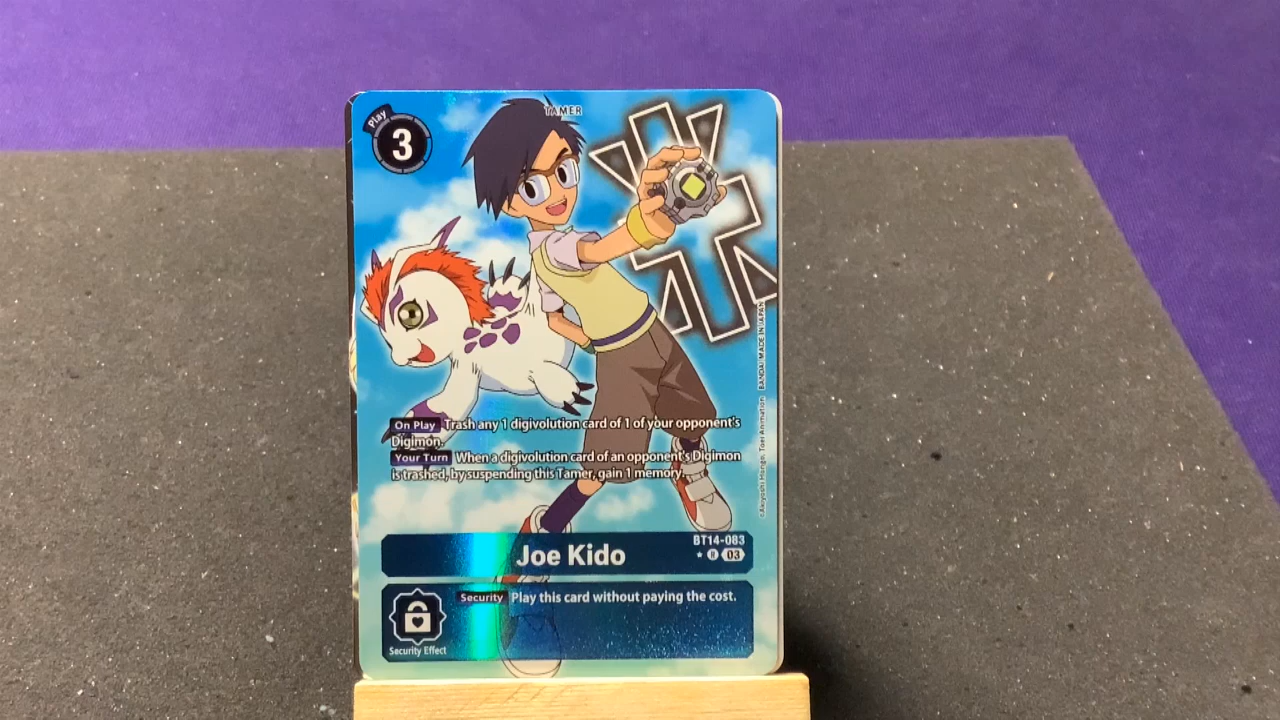 Play
3
TAMER
On Play Trash any 1 digivolution card of 1 of your opponent's
Digimon.
Your Turn When a digivolution card of an opponent's Digimon
is trashed, by suspending this Tamer, gain 1 memory.
©Akiyoshi Hongo, Toei Animation BANDAI MADE IN JAPAN
BT14-083
Joe Kido
R 03
Security Play this card without paying the cost.
Security Effect